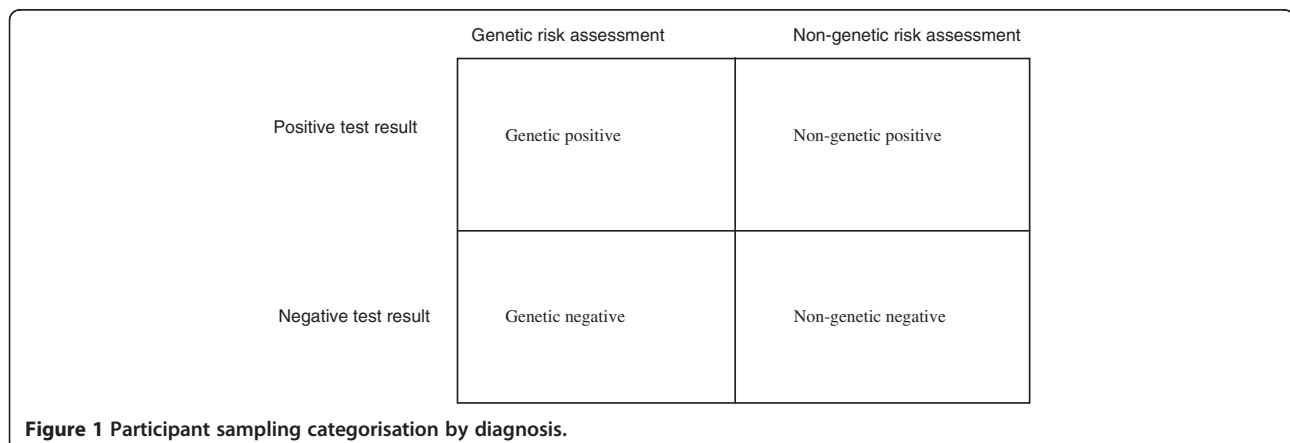 Genetic risk assessment Non-genetic risk assessment
Positive test result Genetic positive Non-genetic positive
Negative test result Genetic negative Non-genetic negative
Figure 1 Participant sampling categorisation by diagnosis.